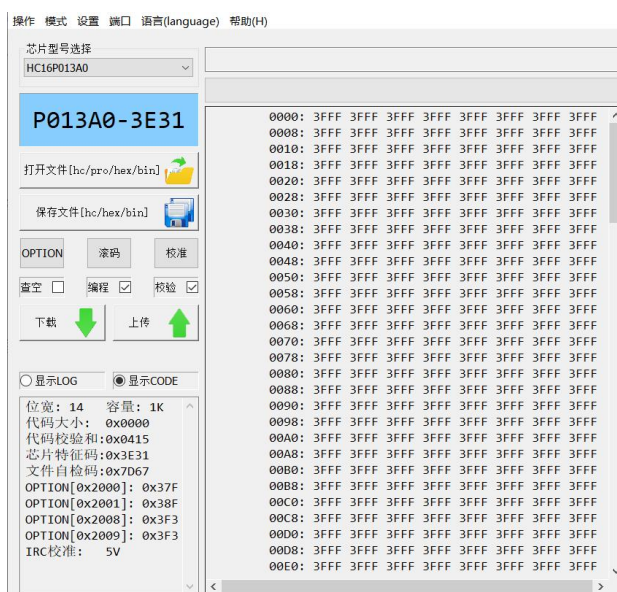 操作 模式 设置 端口 语言(language) 帮助(H)
芯片型号选择
HC16P013A0
P013A0-3E31
打开文件[hc/pro/hex/bin]
保存文件[hc/hex/bin]
OPTION 滚码 校准
查空 编程 校验
下载 上传
显示LOG 显示CODE
位宽: 14 容量: 1K
代码大小: 0x0000
代码校验和:0x0415
芯片特征码:0x3E31
文件自检码:0x7D67
OPTION[0x2000]: 0x37F
OPTION[0x2001]: 0x38F
OPTION[0x2008]: 0x3F3
OPTION[0x2009]: 0x3F3
IRC校准: 5V
0000: 3FFF 3FFF 3FFF 3FFF 3FFF 3FFF 3FFF 3FFF
0008: 3FFF 3FFF 3FFF 3FFF 3FFF 3FFF 3FFF 3FFF
0010: 3FFF 3FFF 3FFF 3FFF 3FFF 3FFF 3FFF 3FFF
0018: 3FFF 3FFF 3FFF 3FFF 3FFF 3FFF 3FFF 3FFF
0020: 3FFF 3FFF 3FFF 3FFF 3FFF 3FFF 3FFF 3FFF
0028: 3FFF 3FFF 3FFF 3FFF 3FFF 3FFF 3FFF 3FFF
0030: 3FFF 3FFF 3FFF 3FFF 3FFF 3FFF 3FFF 3FFF
0038: 3FFF 3FFF 3FFF 3FFF 3FFF 3FFF 3FFF 3FFF
0040: 3FFF 3FFF 3FFF 3FFF 3FFF 3FFF 3FFF 3FFF
0048: 3FFF 3FFF 3FFF 3FFF 3FFF 3FFF 3FFF 3FFF
0050: 3FFF 3FFF 3FFF 3FFF 3FFF 3FFF 3FFF 3FFF
0058: 3FFF 3FFF 3FFF 3FFF 3FFF 3FFF 3FFF 3FFF
0060: 3FFF 3FFF 3FFF 3FFF 3FFF 3FFF 3FFF 3FFF
0068: 3FFF 3FFF 3FFF 3FFF 3FFF 3FFF 3FFF 3FFF
0070: 3FFF 3FFF 3FFF 3FFF 3FFF 3FFF 3FFF 3FFF
0078: 3FFF 3FFF 3FFF 3FFF 3FFF 3FFF 3FFF 3FFF
0080: 3FFF 3FFF 3FFF 3FFF 3FFF 3FFF 3FFF 3FFF
0088: 3FFF 3FFF 3FFF 3FFF 3FFF 3FFF 3FFF 3FFF
0090: 3FFF 3FFF 3FFF 3FFF 3FFF 3FFF 3FFF 3FFF
0098: 3FFF 3FFF 3FFF 3FFF 3FFF 3FFF 3FFF 3FFF
00A0: 3FFF 3FFF 3FFF 3FFF 3FFF 3FFF 3FFF 3FFF
00A8: 3FFF 3FFF 3FFF 3FFF 3FFF 3FFF 3FFF 3FFF
00B0: 3FFF 3FFF 3FFF 3FFF 3FFF 3FFF 3FFF 3FFF
00B8: 3FFF 3FFF 3FFF 3FFF 3FFF 3FFF 3FFF 3FFF
00C0: 3FFF 3FFF 3FFF 3FFF 3FFF 3FFF 3FFF 3FFF
00C8: 3FFF 3FFF 3FFF 3FFF 3FFF 3FFF 3FFF 3FFF
00D0: 3FFF 3FFF 3FFF 3FFF 3FFF 3FFF 3FFF 3FFF
00D8: 3FFF 3FFF 3FFF 3FFF 3FFF 3FFF 3FFF 3FFF
00E0: 3FFF 3FFF 3FFF 3FFF 3FFF 3FFF 3FFF 3FFF